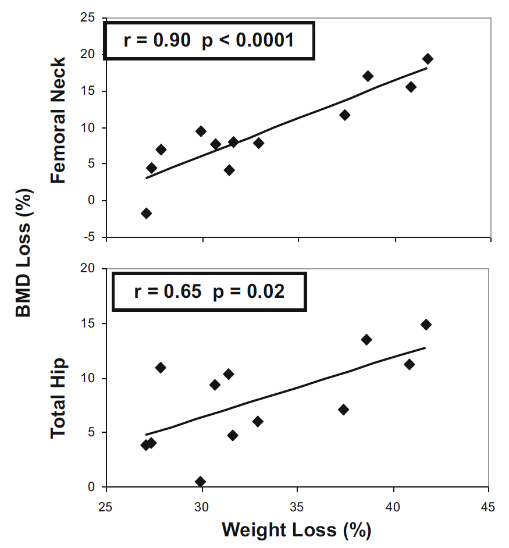 25
r = 0.90 p < 0.0001
20
15
10
5
0
-5
Femoral Neck
BMD Loss (%)
20
r = 0.65 p = 0.02
15
10
5
0
Total Hip
25 30 35 40 45
Weight Loss (%)